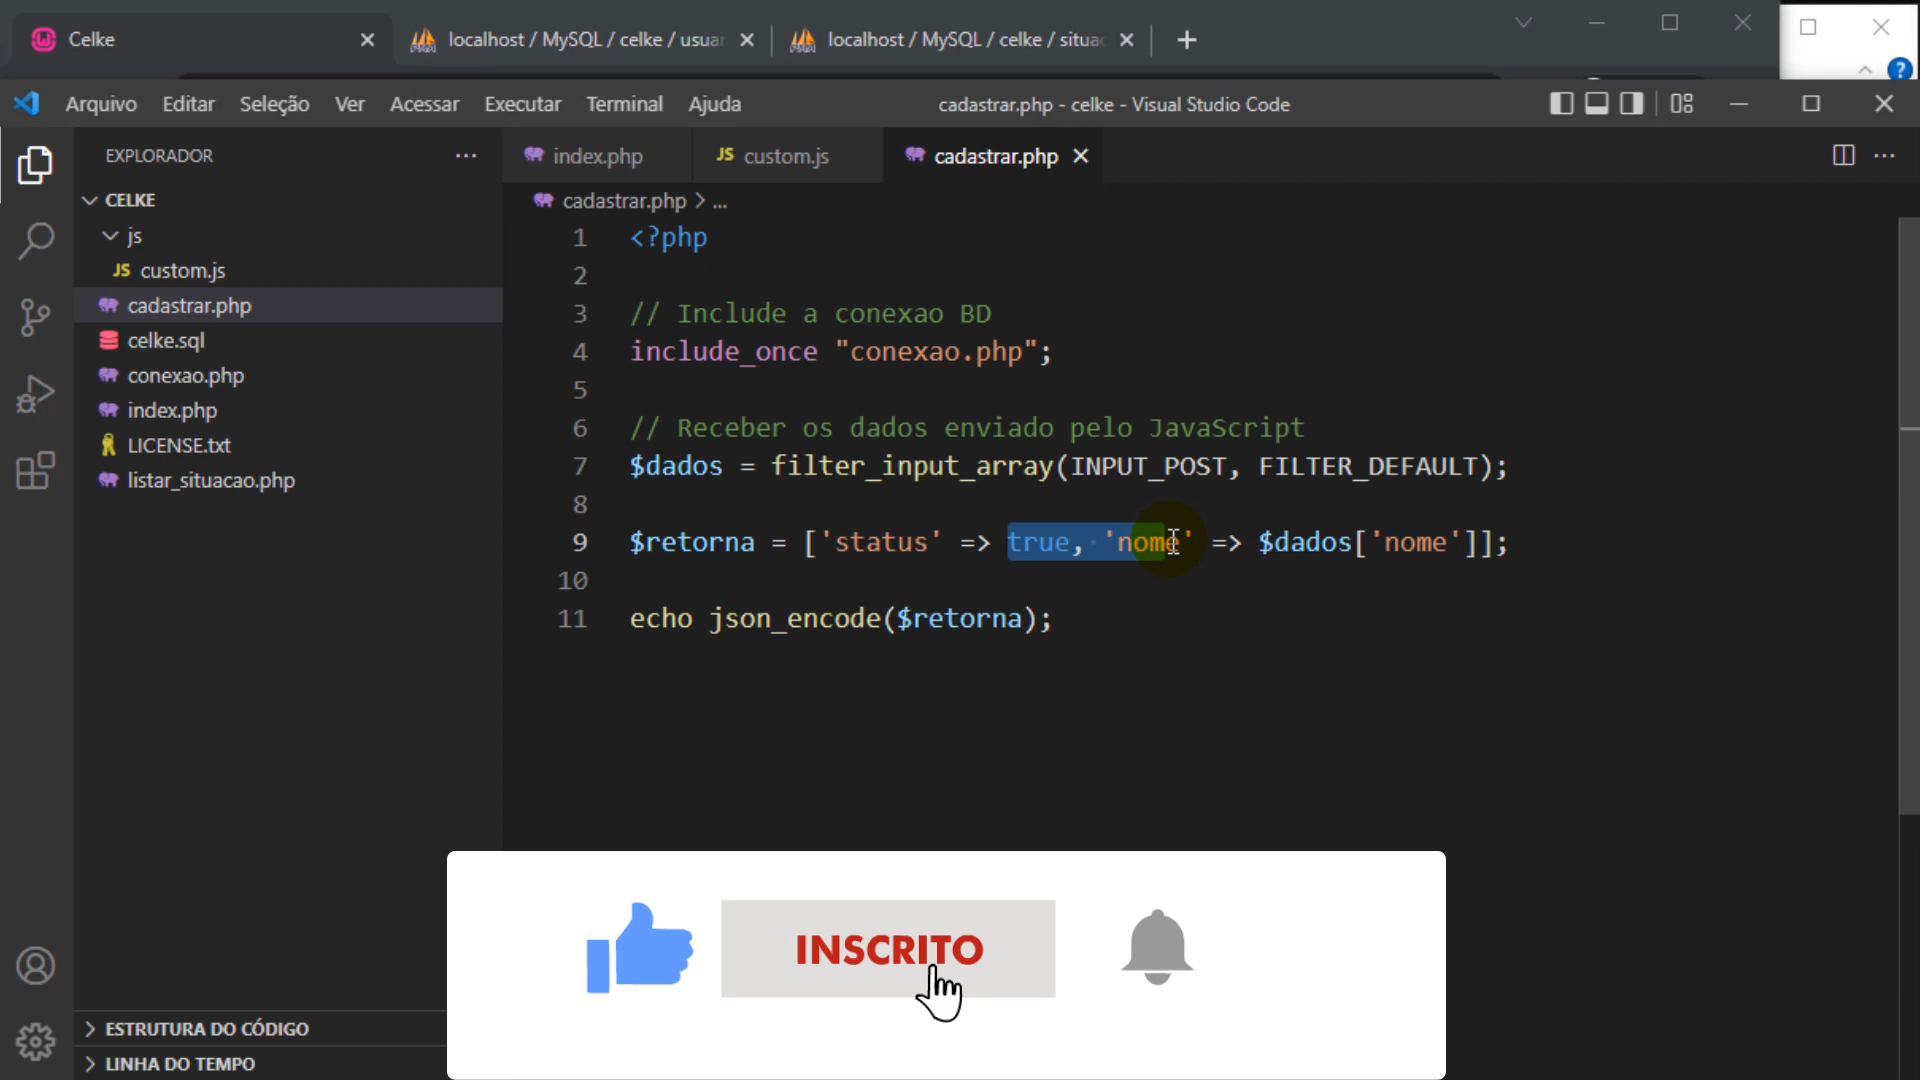 Celke
localhost / MySQL / celke / usuar
localhost / MySQL / celke / situac
Arquivo Editar Seleção Ver Acessar Executar Terminal Ajuda
cadastrar.php - celke - Visual Studio Code
EXPLORADOR
index.php
JS custom.js
cadastrar.php
CELKE
js
JS custom.js
cadastrar.php
celke.sql
conexao.php
index.php
LICENSE.txt
listar_situacao.php
cadastrar.php > ...
1 <?php
2
3 // Include a conexao BD
4 include_once "conexao.php";
5
6 // Receber os dados enviado pelo JavaScript
7 $dados = filter_input_array(INPUT_POST, FILTER_DEFAULT);
8
9 $retorna = ['status' => true, 'nome' => $dados['nome']];
10
11 echo json_encode($retorna);
INSCRITO
ESTRUTURA DO CÓDIGO
LINHA DO TEMPO